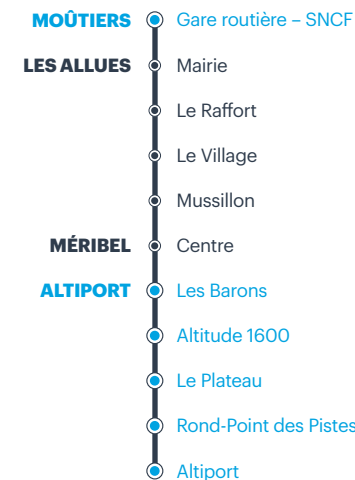 MOÛTIERS Gare routière – SNCF
LES ALLUES Mairie
Le Raffort
Le Village
Mussillon
MÉRIBEL Centre
ALTIPORT Les Barons
Altitude 1600
Le Plateau
Rond-Point des Pistes
Altiport